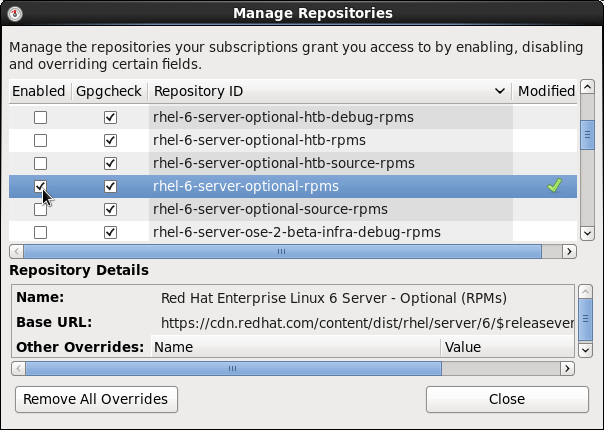 Manage Repositories
Manage the repositories your subscriptions grant you access to by enabling, disabling
and overriding certain fields.
Enabled Gpgcheck Repository ID Modified
rhel-6-server-optional-htb-debug-rpms
rhel-6-server-optional-htb-rpms
rhel-6-server-optional-htb-source-rpms
rhel-6-server-optional-rpms
rhel-6-server-optional-source-rpms
rhel-6-server-ose-2-beta-infra-debug-rpms
Repository Details
Name: Red Hat Enterprise Linux 6 Server - Optional (RPMs)
Base URL: https://cdn.redhat.com/content/dist/rhel/server/6/$releasever
Other Overrides: Name Value
Remove All Overrides Close